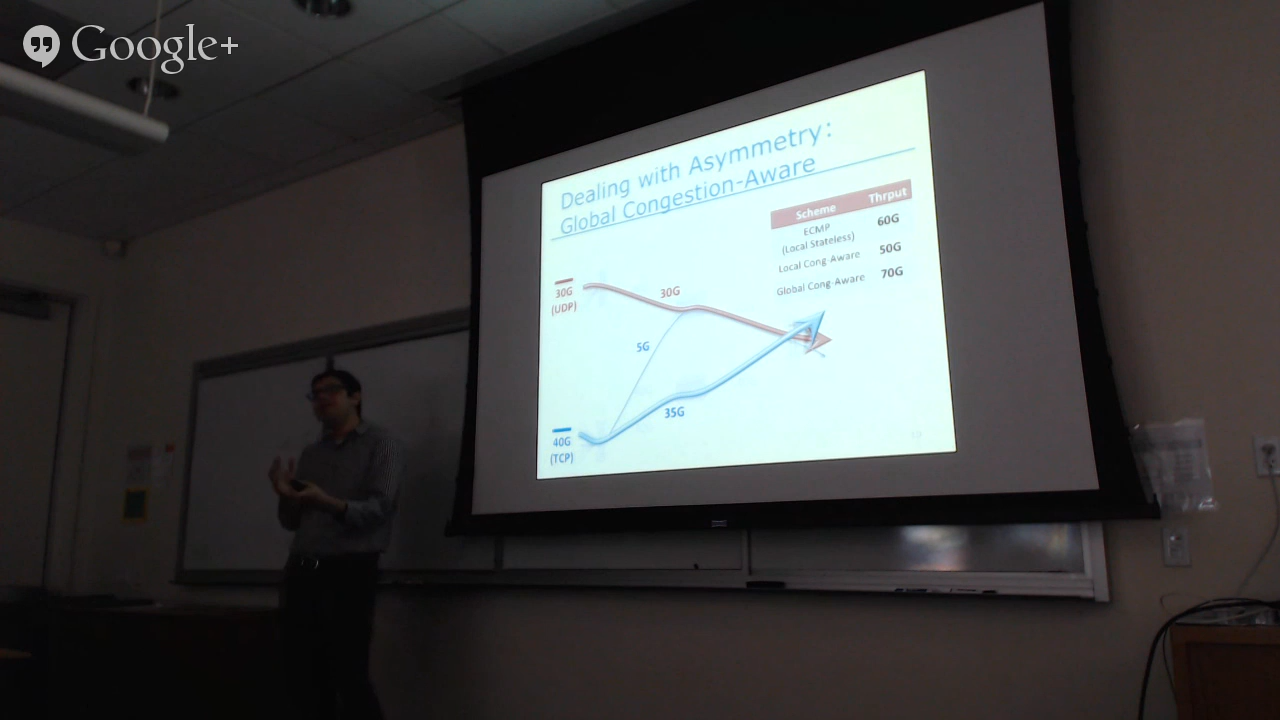 Google+
Dealing with Asymmetry:
Global Congestion-Aware
Scheme Thrput
ECMP
(Local Stateless) 60G
Local Cong-Aware 50G
Global Cong-Aware 70G
30G
(UDP)
30G
5G
35G
40G
(TCP)